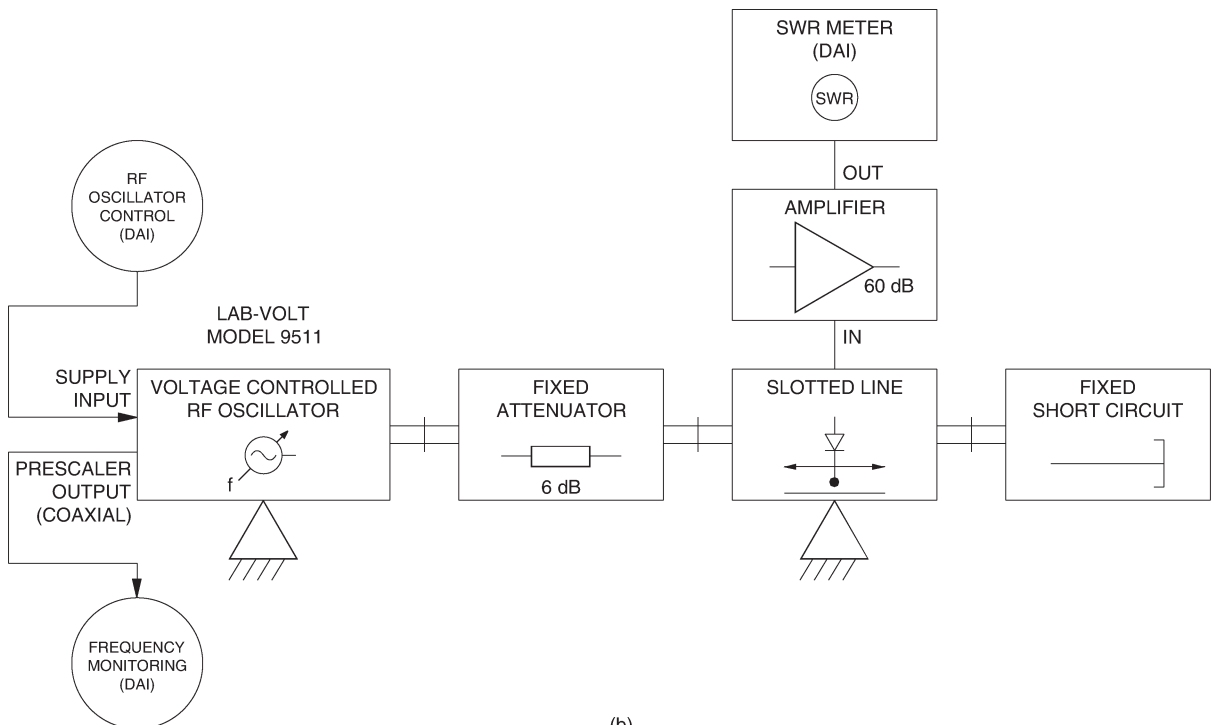 SWR METER
(DAI)
SWR
OUT
AMPLIFIER
60 dB
IN
RF
OSCILLATOR
CONTROL
(DAI)
LAB-VOLT
MODEL 9511
SUPPLY
INPUT
VOLTAGE CONTROLLED
RF OSCILLATOR
f
FIXED
ATTENUATOR
6 dB
SLOTTED LINE
FIXED
SHORT CIRCUIT
PRESCALER
OUTPUT
(COAXIAL)
FREQUENCY
MONITORING
(DAI)
(b)